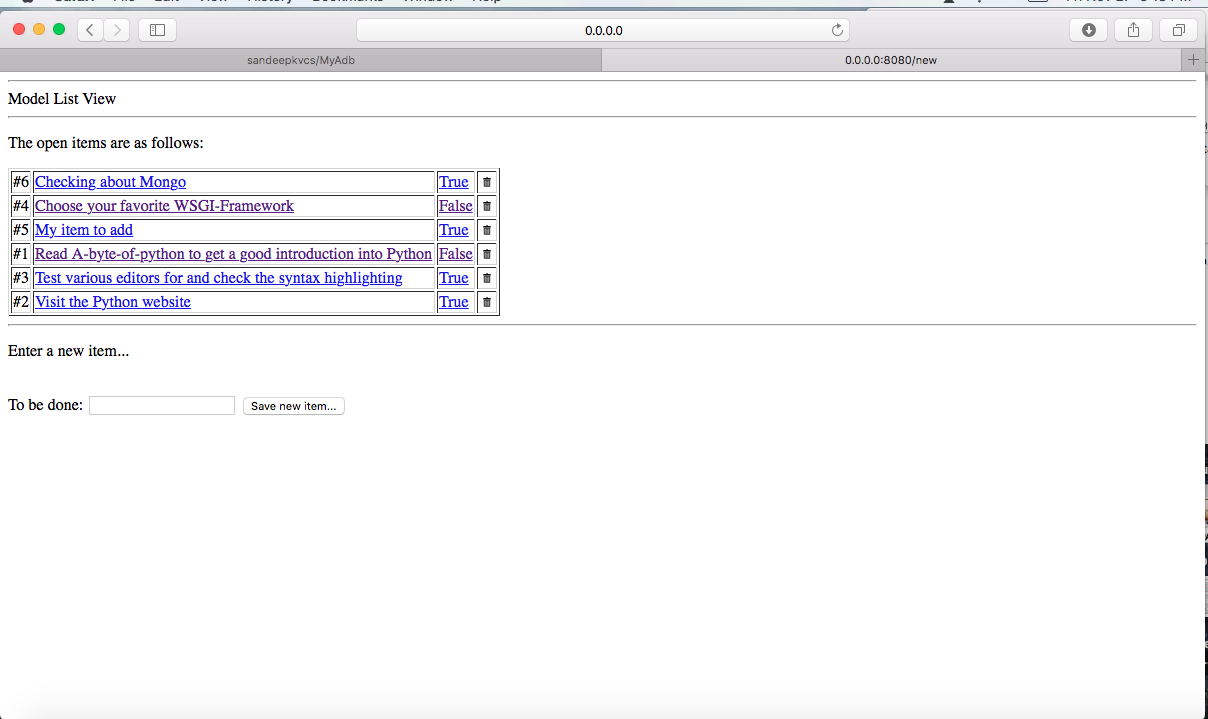 0.0.0.0
sandeepkvcs/MyAdb
0.0.0.0:8080/new
Model List View
The open items are as follows:
#6 Checking about Mongo True
#4 Choose your favorite WSGI-Framework False
#5 My item to add True
#1 Read A-byte-of-python to get a good introduction into Python False
#3 Test various editors for and check the syntax highlighting True
#2 Visit the Python website True
Enter a new item...
To be done: Save new item...